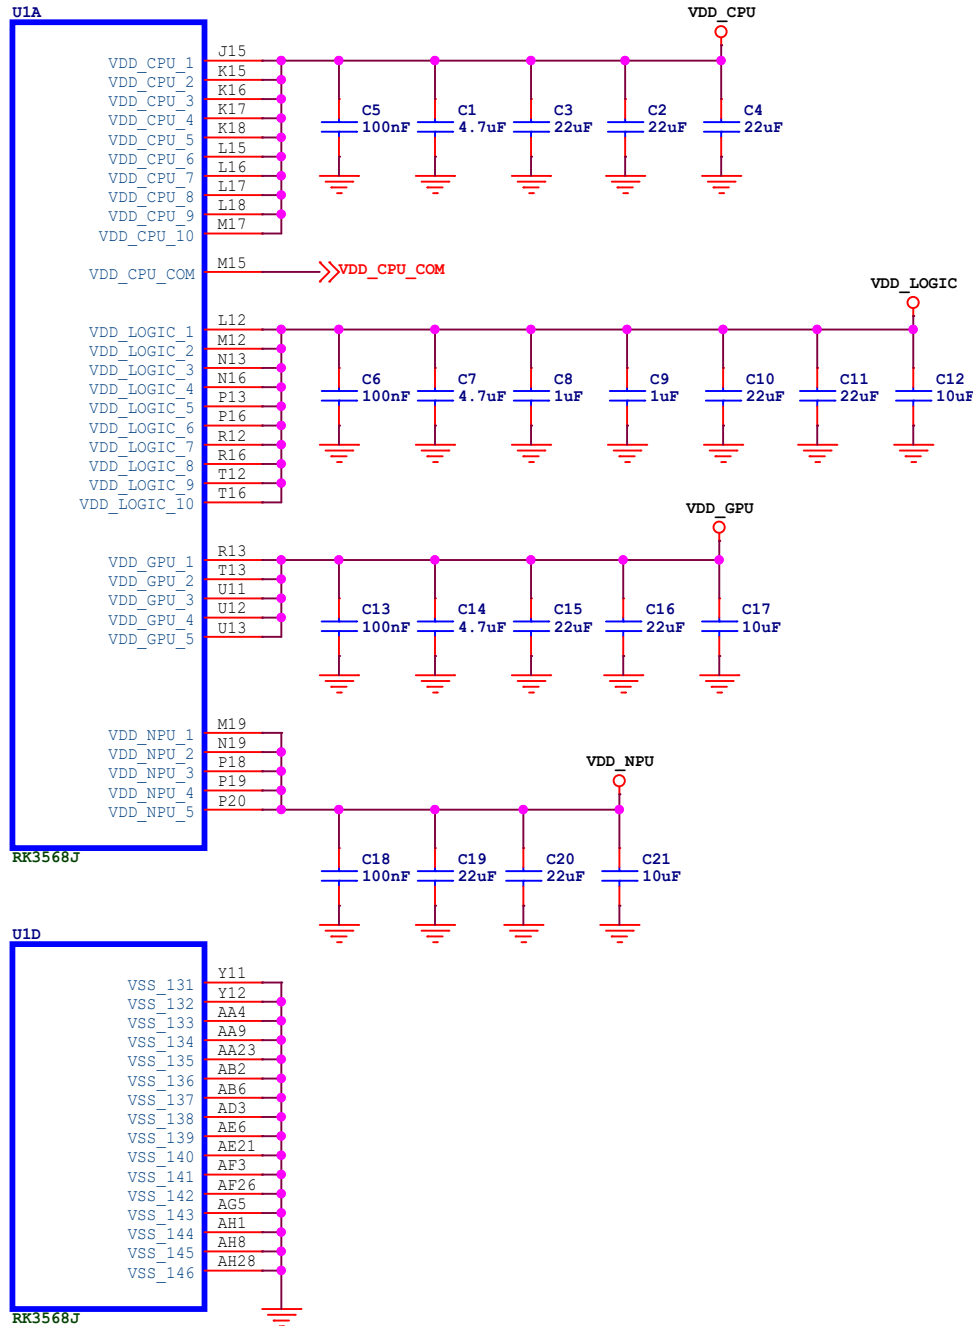 U1A
VDD_CPU
VDD_CPU_1 J15
VDD_CPU_2 K15
VDD_CPU_3 K16
VDD_CPU_4 K17
VDD_CPU_5 K18
VDD_CPU_6 L15
VDD_CPU_7 L16
VDD_CPU_8 L17
VDD_CPU_9 L18
VDD_CPU_10 M17
C5 C1 C3 C2 C4
100nF 4.7uF 22uF 22uF 22uF
VDD_CPU_COM M15 VDD_CPU_COM
VDD_LOGIC
VDD_LOGIC_1 L12
VDD_LOGIC_2 M12
VDD_LOGIC_3 N13
VDD_LOGIC_4 N16
VDD_LOGIC_5 P13
VDD_LOGIC_6 P16
VDD_LOGIC_7 R12
VDD_LOGIC_8 R16
VDD_LOGIC_9 T12
VDD_LOGIC_10 T16
C6 C7 C8 C9 C10 C11 C12
100nF 4.7uF 1uF 1uF 22uF 22uF 10uF
VDD_GPU
VDD_GPU_1 R13
VDD_GPU_2 T13
VDD_GPU_3 U11
VDD_GPU_4 U12
VDD_GPU_5 U13
C13 C14 C15 C16 C17
100nF 4.7uF 22uF 22uF 10uF
VDD_NPU_1 M19
VDD_NPU_2 N19
VDD_NPU_3 P18
VDD_NPU_4 P19
VDD_NPU_5 P20
VDD_NPU
C18 C19 C20 C21
100nF 22uF 22uF 10uF
RK3568J
U1D
VSS_131 Y11
VSS_132 Y12
VSS_133 AA4
VSS_134 AA9
VSS_135 AA23
VSS_136 AB2
VSS_137 AB6
VSS_138 AD3
VSS_139 AE6
VSS_140 AE21
VSS_141 AF3
VSS_142 AF26
VSS_143 AG5
VSS_144 AH1
VSS_145 AH8
VSS_146 AH28
RK3568J